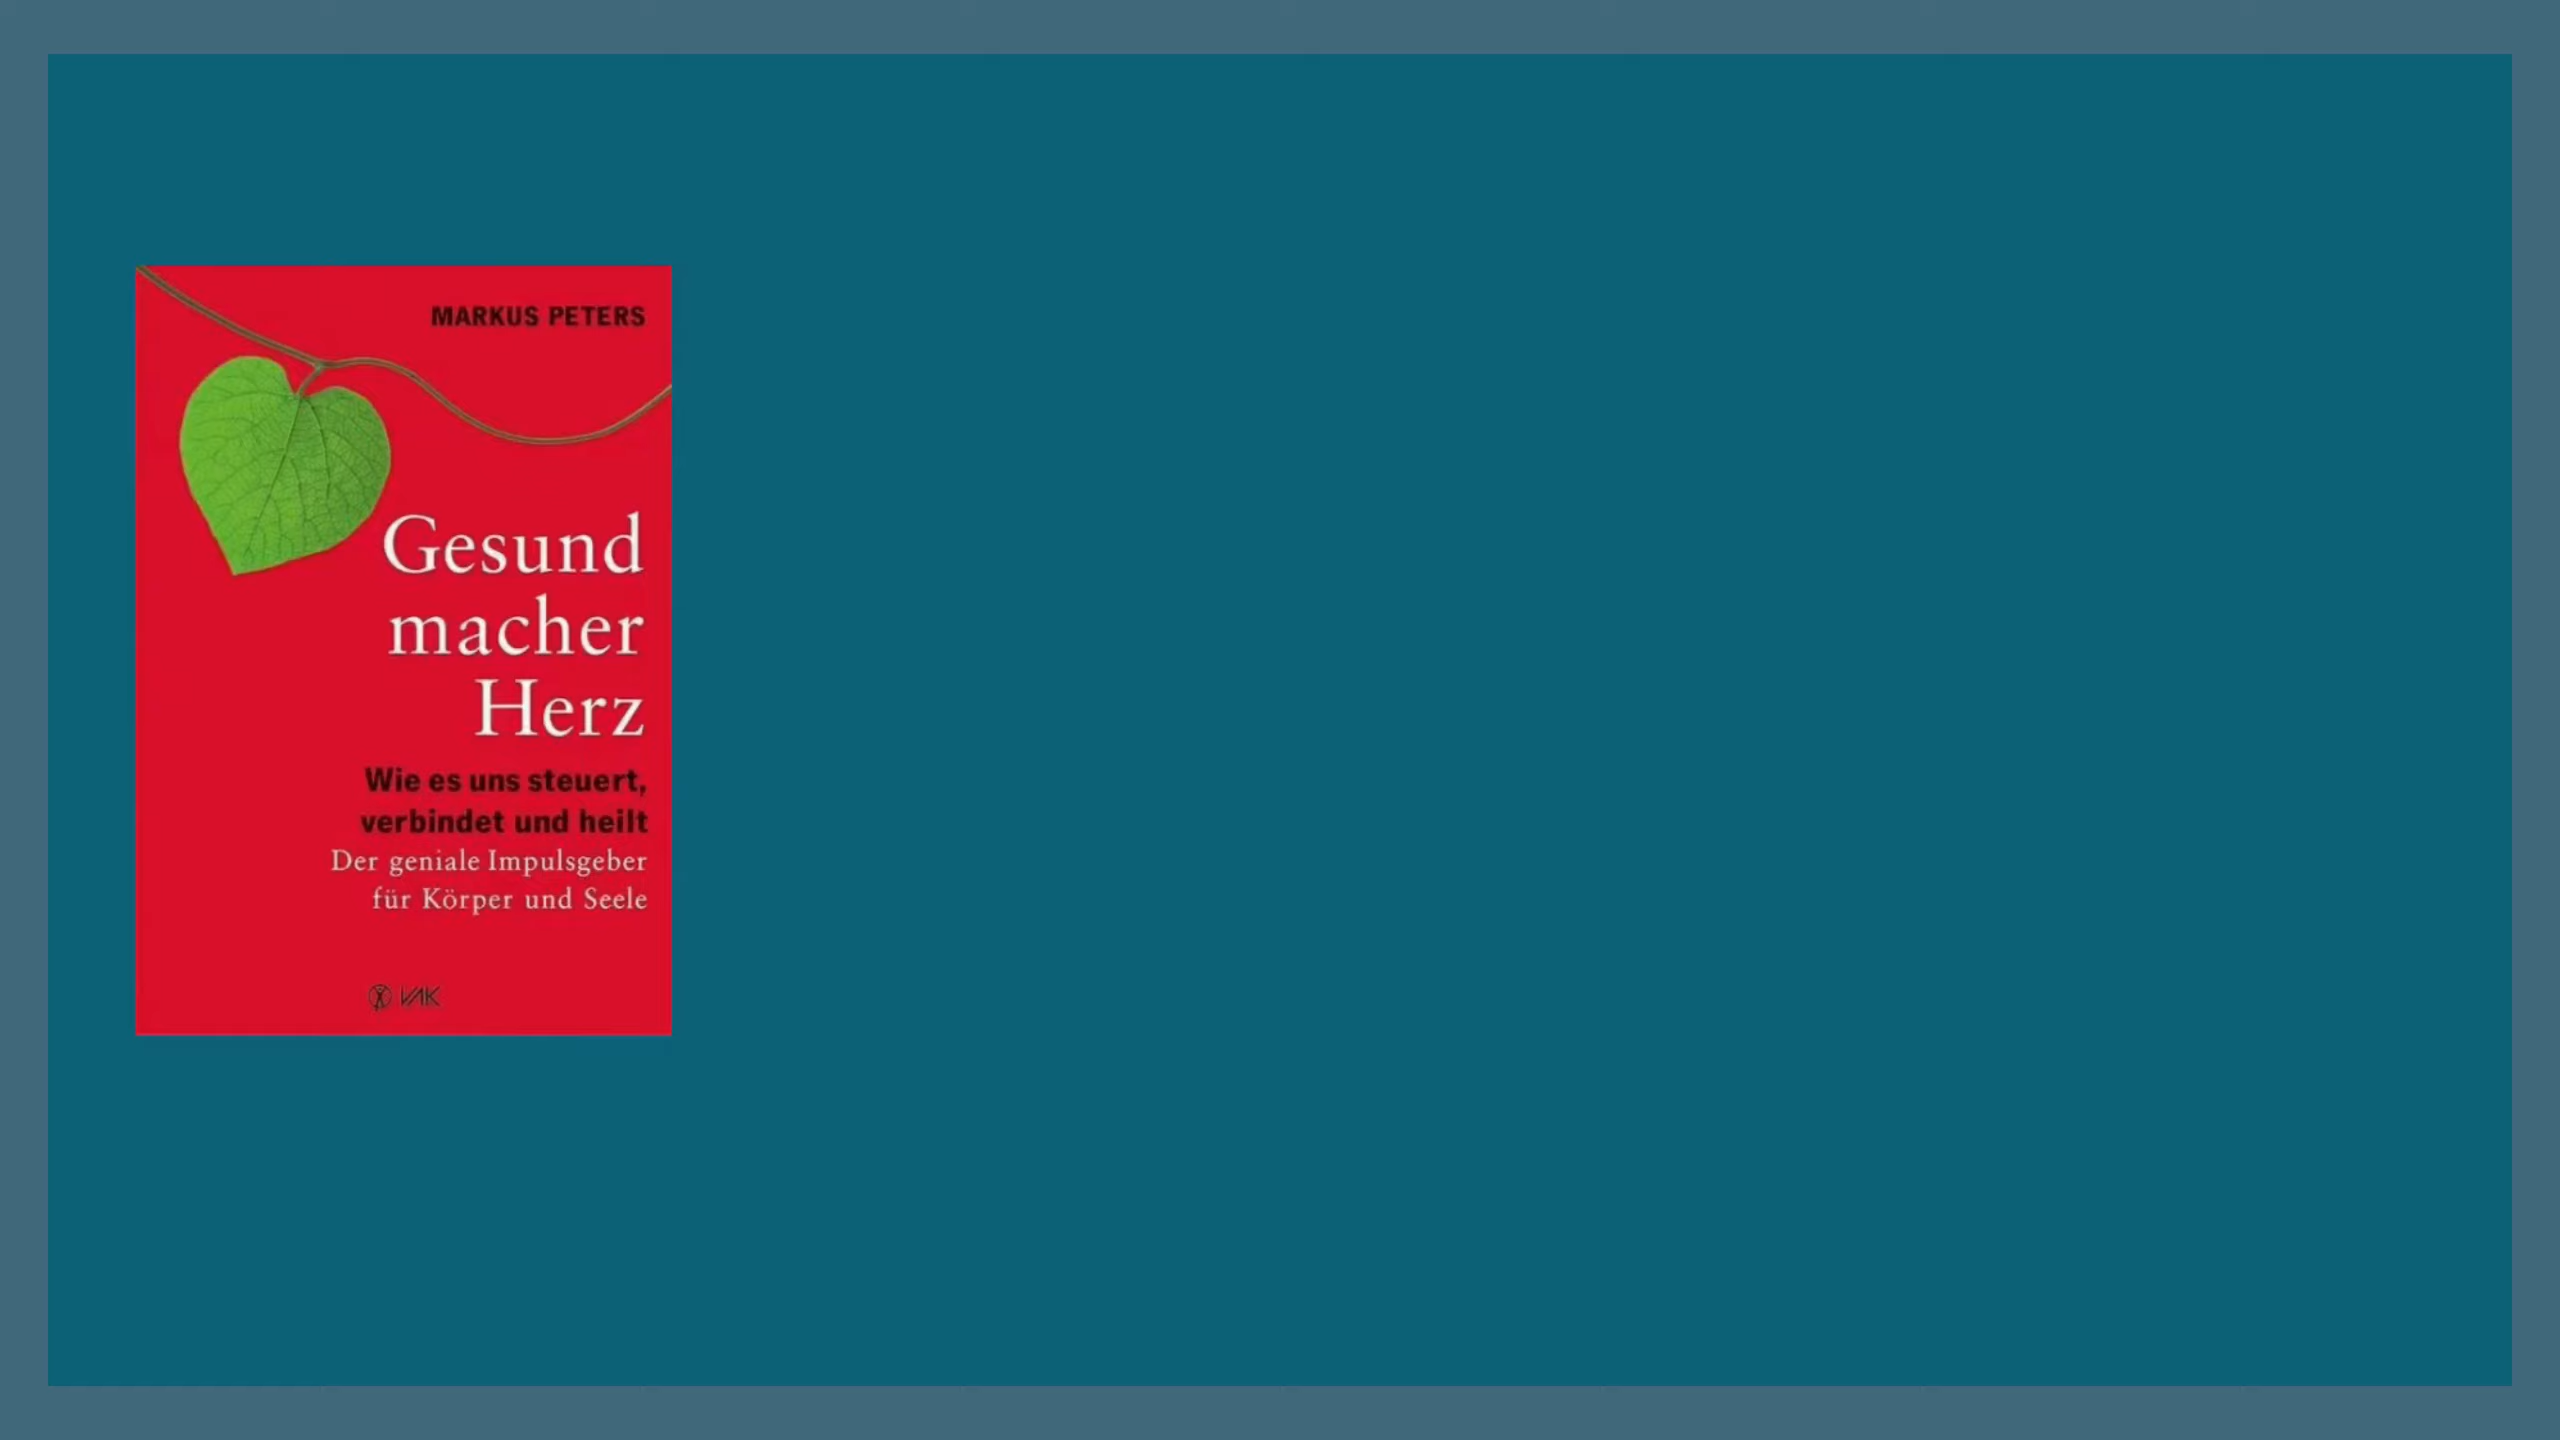 MARKUS PETERS
Gesund
macher
Herz
Wie es uns steuert,
verbindet und heilt
Der geniale Impulsgeber
für Körper und Seele
VAK